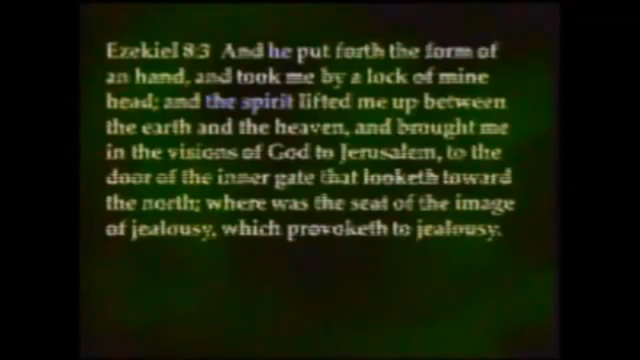 Ezekiel 8:3 And he put forth the form of
an hand, and took me by a lock of mine
head; and the spirit lifted me up between
the earth and the heaven, and brought me
in the visions of God to Jerusalem, to the
door of the inner gate that looketh toward
the north; where was the seat of the image
of jealousy, which provoketh to jealousy.